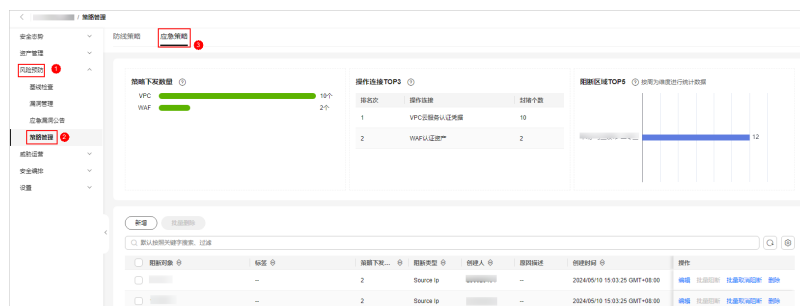 / 策略管理
安全态势
资产管理
风险预防 1
基线检查
漏洞管理
应急漏洞公告
策略管理 2
威胁运营
安全编排
设置
防线策略 应急策略 3
策略下发数量
VPC 10个
WAF 2个
操作连接TOP3
排名次 操作连接 封堵个数
1 VPC云服务认证凭据 10
2 WAF认证资产 2
阻断区域TOP5 按周为维度进行统计数据
12
新增 批量删除
默认按照关键字搜索、过滤
阻断对象 标签 策略下发... 阻断类型 创建人 原因描述 创建时间 操作
-- 2 Source Ip -- 2024/05/10 15:03:25 GMT+08:00 编辑 批量阻断 批量取消阻断 删除
-- 2 Source Ip -- 2024/05/10 15:03:25 GMT+08:00 编辑 批量阻断 批量取消阻断 删除